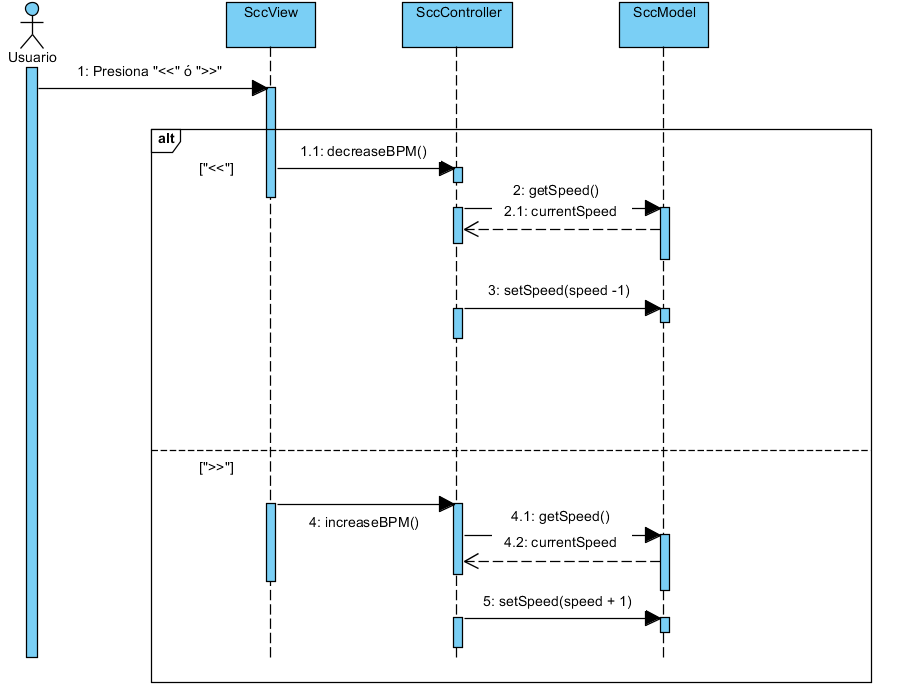 SccView
SccController
SccModel
Usuario
1: Presiona "<<" ó ">>"
alt
["<<"]
1.1: decreaseBPM()
2: getSpeed()
2.1: currentSpeed
3: setSpeed(speed -1)
[">>"]
4: increaseBPM()
4.1: getSpeed()
4.2: currentSpeed
5: setSpeed(speed + 1)